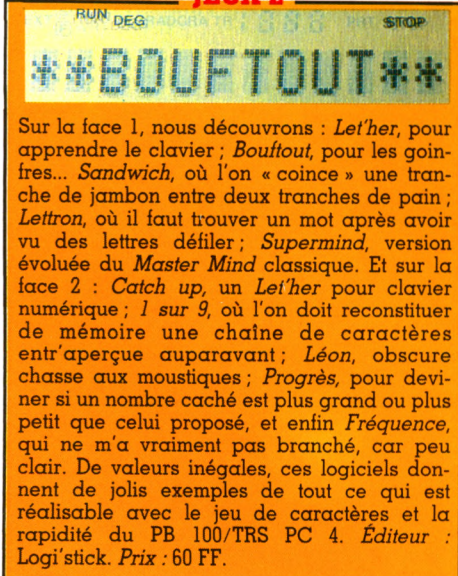 JEUX 2
RUN DEG STOP
**BOUFTOUT**
Sur la face 1, nous découvrons : Let'her, pour
apprendre le clavier ; Bouftout, pour les goin-
fres... Sandwich, où l'on « coince » une tran-
che de jambon entre deux tranches de pain ;
Lettron, où il faut trouver un mot après avoir
vu des lettres défiler ; Supermind, version
évoluée du Master Mind classique. Et sur la
face 2 : Catch up, un Let'her pour clavier
numérique ; 1 sur 9, où l'on doit reconstituer
de mémoire une chaîne de caractères
entr'aperçue auparavant ; Léon, obscure
chasse aux moustiques ; Progrès, pour devi-
ner si un nombre caché est plus grand ou plus
petit que celui proposé, et enfin Fréquence,
qui ne m'a vraiment pas branché, car peu
clair. De valeurs inégales, ces logiciels don-
nent de jolis exemples de tout ce qui est
réalisable avec le jeu de caractères et la
rapidité du PB 100/TRS PC 4. Éditeur :
Logi'stick. Prix : 60 FF.